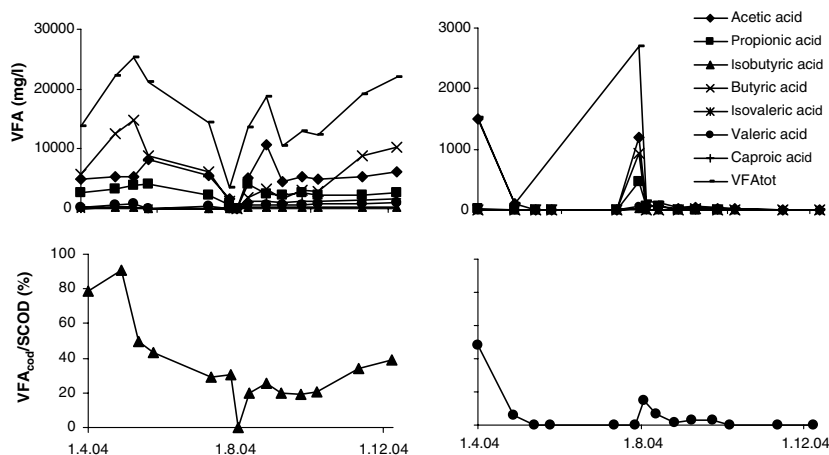 30000
20000
10000
0
VFA (mg/l)
3000
2000
1000
0
Acetic acid
Propionic acid
Isobutyric acid
Butyric acid
Isovaleric acid
Valeric acid
Caproic acid
VFAtot
100
80
60
40
20
0
VFAcod/SCOD (%)
1.4.04
1.8.04
1.12.04
1.4.04
1.8.04
1.12.04